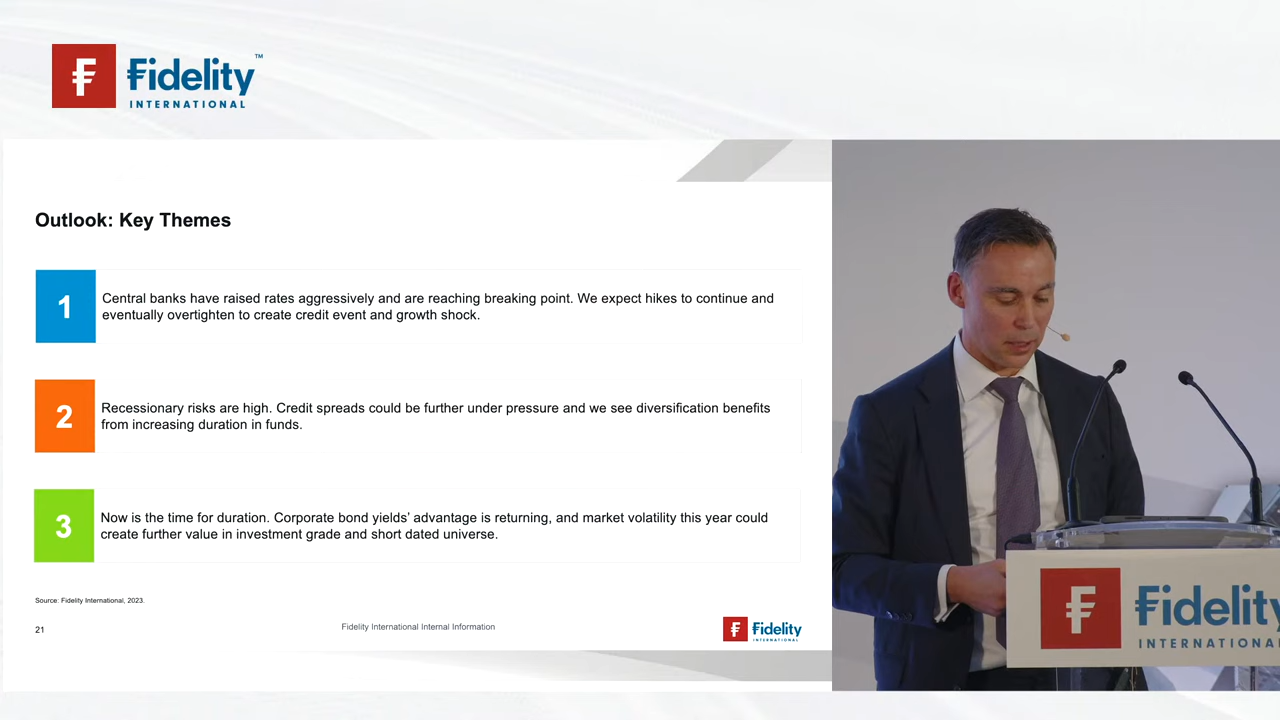 Fidelity
TM
INTERNATIONAL
Outlook: Key Themes
1
Central banks have raised rates aggressively and are reaching breaking point. We expect hikes to continue and
eventually overtighten to create credit event and growth shock.
2
Recessionary risks are high. Credit spreads could be further under pressure and we see diversification benefits
from increasing duration in funds.
3
Now is the time for duration. Corporate bond yields’ advantage is returning, and market volatility this year could
create further value in investment grade and short dated universe.
Source: Fidelity International, 2023.
21
Fidelity International Internal Information
Fidelity
INTERNATIONAL
Fidelity
INTERNATIONAL